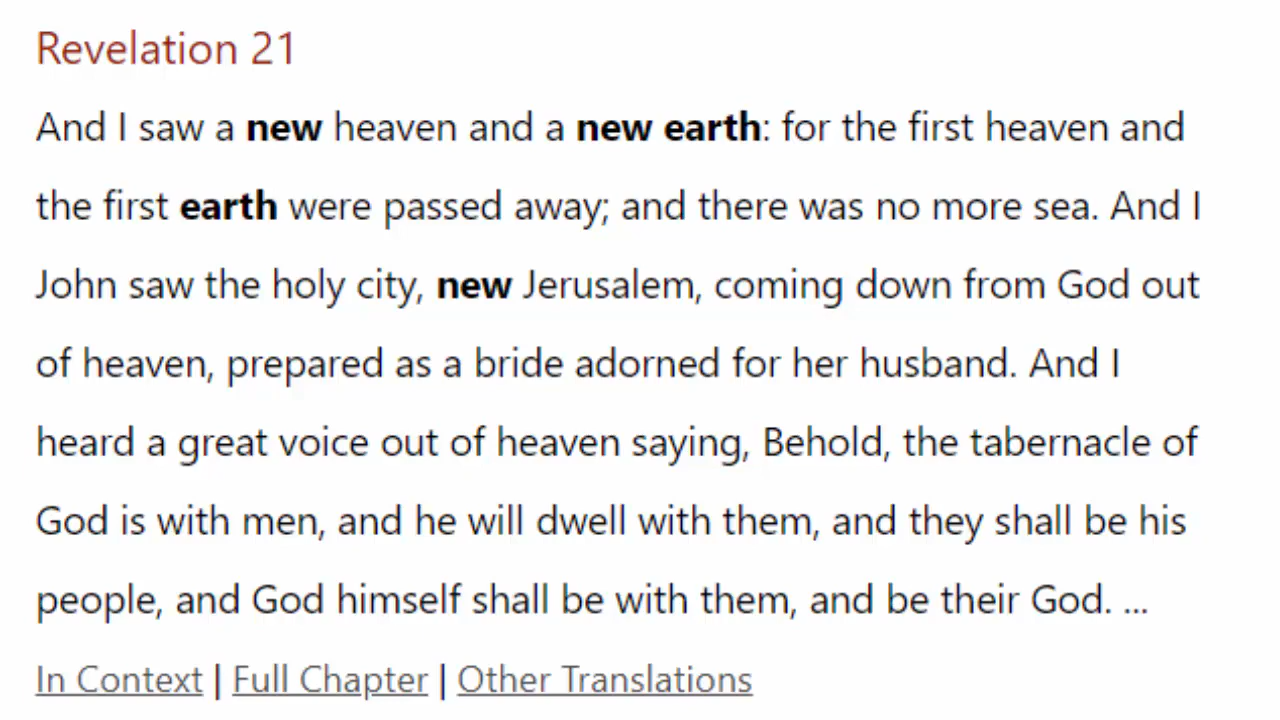 Revelation 21
And I saw a new heaven and a new earth: for the first heaven and
the first earth were passed away; and there was no more sea. And I
John saw the holy city, new Jerusalem, coming down from God out
of heaven, prepared as a bride adorned for her husband. And I
heard a great voice out of heaven saying, Behold, the tabernacle of
God is with men, and he will dwell with them, and they shall be his
people, and God himself shall be with them, and be their God. ...
In Context | Full Chapter | Other Translations